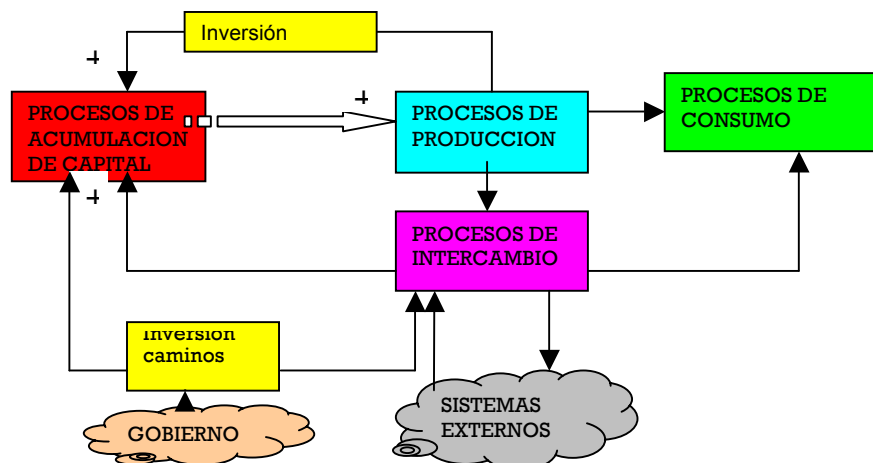 Inversión
+
+
PROCESOS DE
ACUMULACION
DE CAPITAL
PROCESOS DE
PRODUCCION
PROCESOS DE
CONSUMO
+
PROCESOS DE
INTERCAMBIO
Inversión
caminos
GOBIERNO
SISTEMAS
EXTERNOS